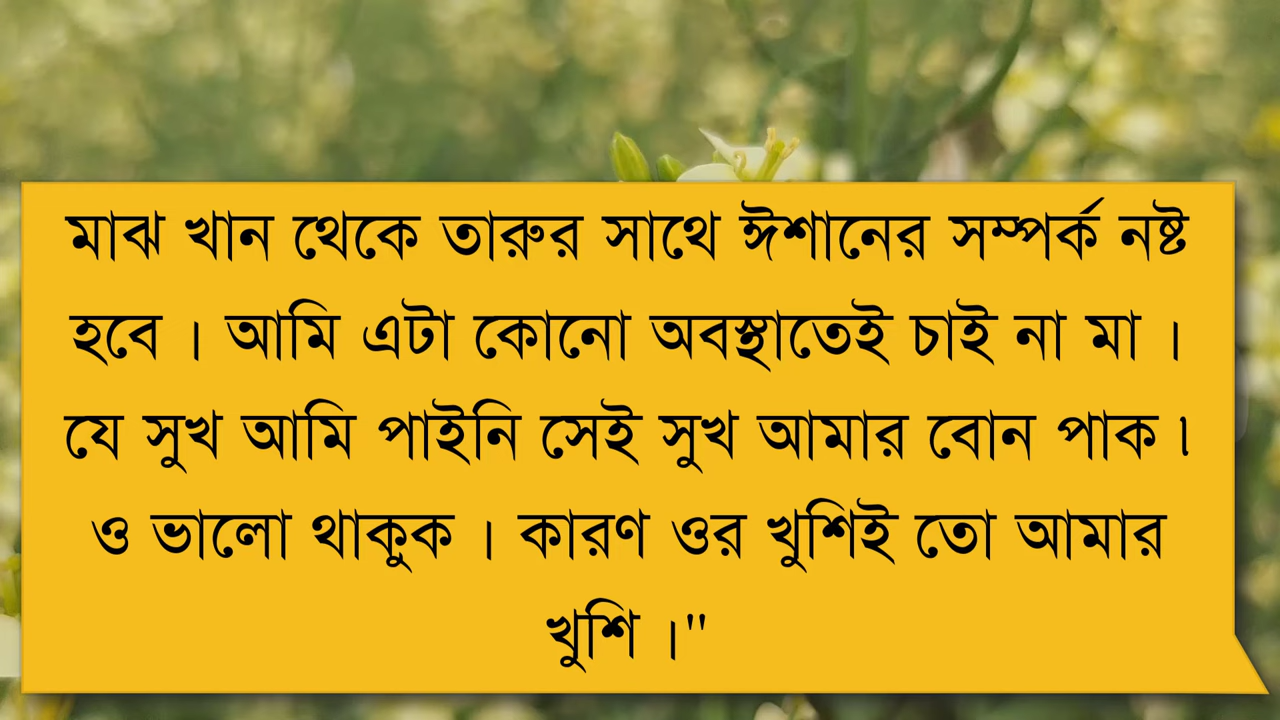 মাঝ খান থেকে তারুর সাথে ঈশানের সম্পর্ক নষ্ট
হবে । আমি এটা কোনো অবস্থাতেই চাই না মা ।
যে সুখ আমি পাইনি সেই সুখ আমার বোন পাক ৷
ও ভালো থাকুক । কারণ ওর খুশিই তো আমার
খুশি ।"